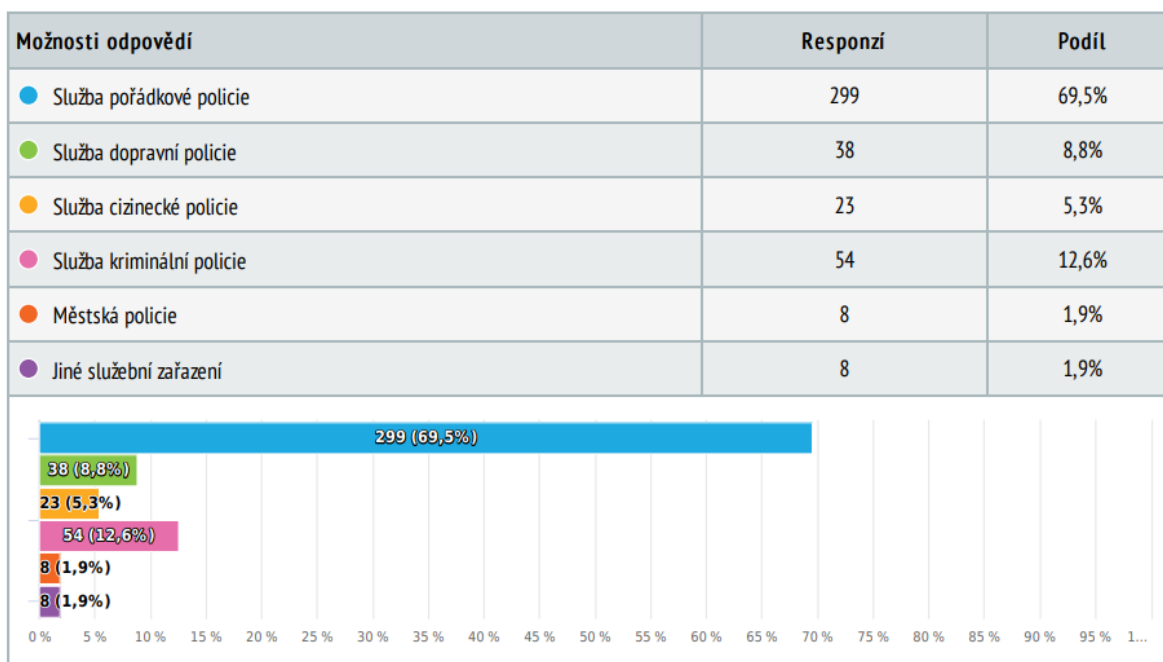 Možnosti odpovědí Responzí Podíl
Služba pořádkové policie 299 69,5%
Služba dopravní policie 38 8,8%
Služba cizinecké policie 23 5,3%
Služba kriminální policie 54 12,6%
Městská policie 8 1,9%
Jiné služební zařazení 8 1,9%
299 (69,5%)
38 (8,8%)
23 (5,3%)
54 (12,6%)
8 (1,9%)
8 (1,9%)
0 % 5 % 10 % 15 % 20 % 25 % 30 % 35 % 40 % 45 % 50 % 55 % 60 % 65 % 70 % 75 % 80 % 85 % 90 % 95 % 1...